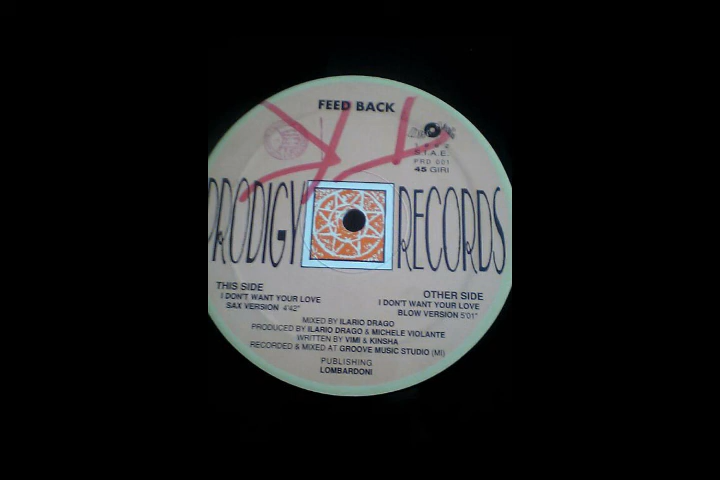 FEED BACK
S.I.A.E.
PRD 021
45 GIRI
PRODIGY RECORDS
THIS SIDE
I DON'T WANT YOUR LOVE
SAX VERSION 4'42"
OTHER SIDE
I DON'T WANT YOUR LOVE
BLOW VERSION 5'01"
MIXED BY ILARIO DRAGO
PRODUCED BY ILARIO DRAGO & MICHELE VIOLANTE
WRITTEN BY VIMI & KINSHA
RECORDED & MIXED AT GROOVE MUSIC STUDIO (MI)
PUBLISHING
LOMBARDONI